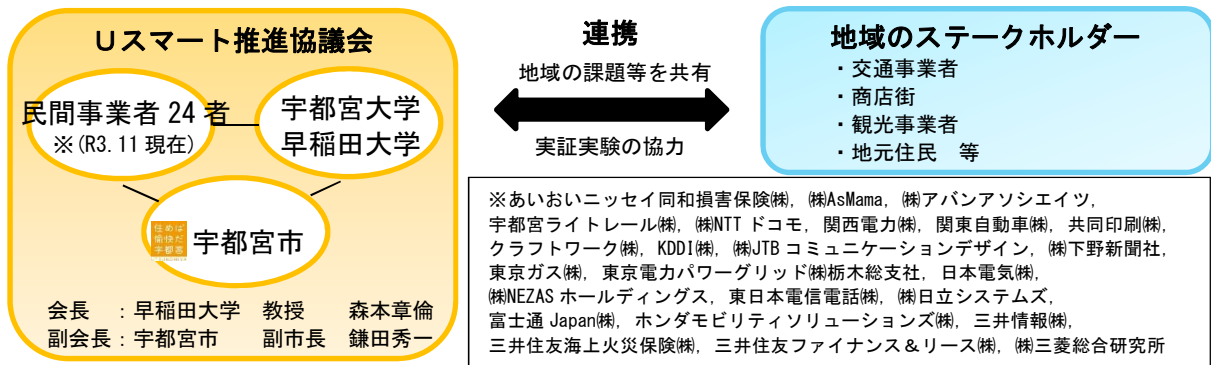 Uスマート推進協議会
民間事業者 24 者
※(R3.11 現在)
宇都宮大学
早稲田大学
住めば
愉快だ
宇都宮
宇都宮市
会長　：早稲田大学　教授　　森本章倫
副会長：宇都宮市　　副市長　鎌田秀一
連携
地域の課題等を共有
実証実験の協力
地域のステークホルダー
・交通事業者
・商店街
・観光事業者
・地元住民　等
※あいおいニッセイ同和損害保険㈱，㈱AsMama，㈱アバンアソシエイツ，
宇都宮ライトレール㈱，㈱NTT ドコモ，関西電力㈱，関東自動車㈱，共同印刷㈱，
クラフトワーク㈱，KDDI㈱，㈱JTB コミュニケーションデザイン，㈱下野新聞社，
東京ガス㈱，東京電力パワーグリッド㈱栃木総支社，日本電気㈱，
㈱NEZAS ホールディングス，東日本電信電話㈱，㈱日立システムズ，
富士通 Japan㈱，ホンダモビリティソリューションズ㈱，三井情報㈱，
三井住友海上火災保険㈱，三井住友ファイナンス＆リース㈱，㈱三菱総合研究所